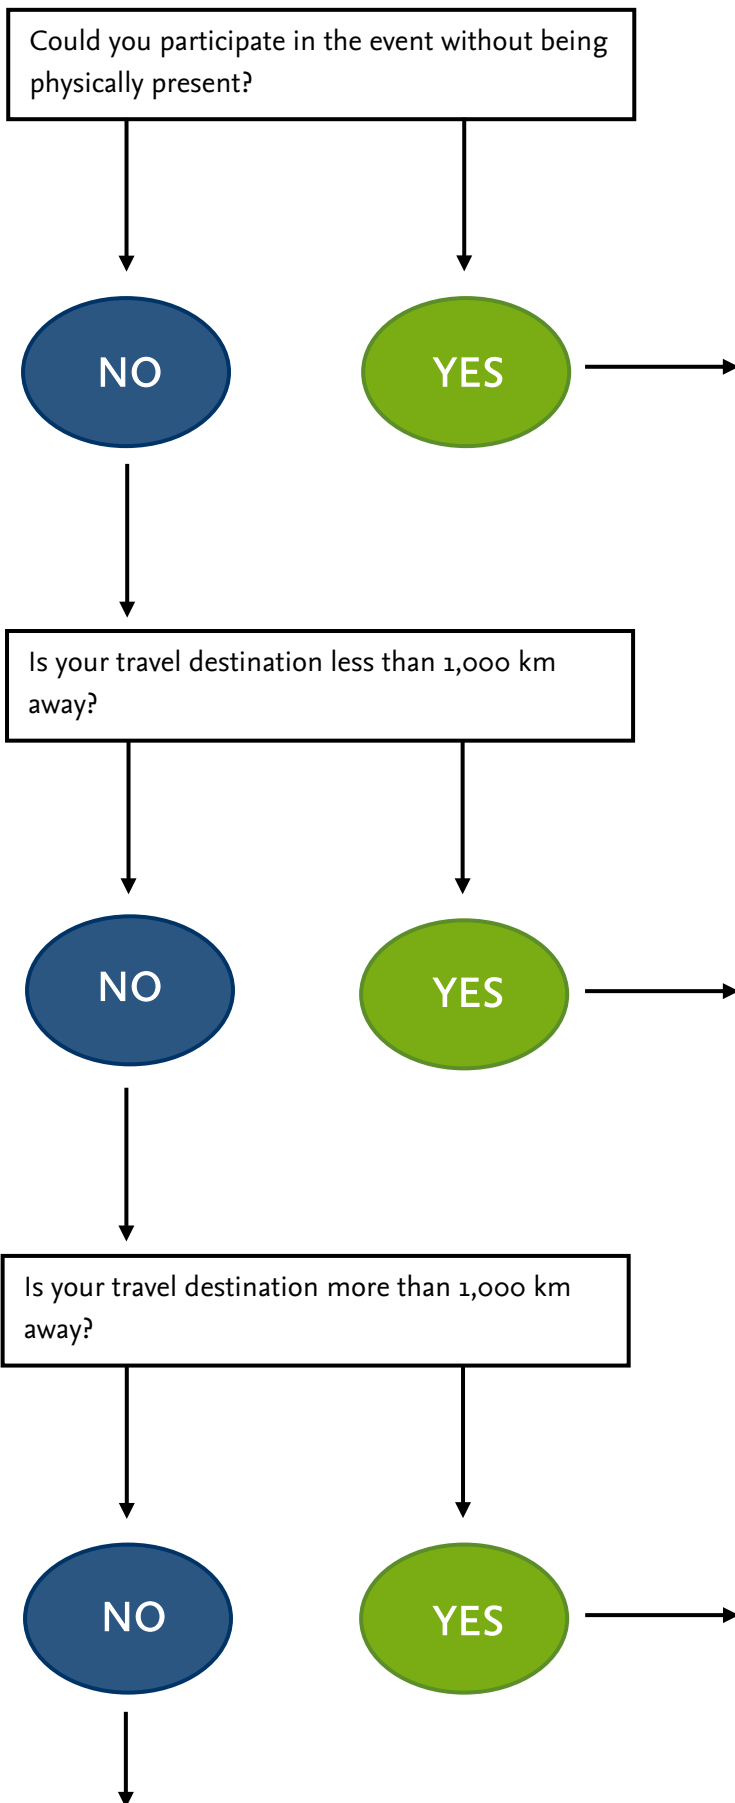 Could you participate in the event without being
physically present?
NO
YES
Is your travel destination less than 1,000 km
away?
NO
YES
Is your travel destination more than 1,000 km
away?
NO
YES